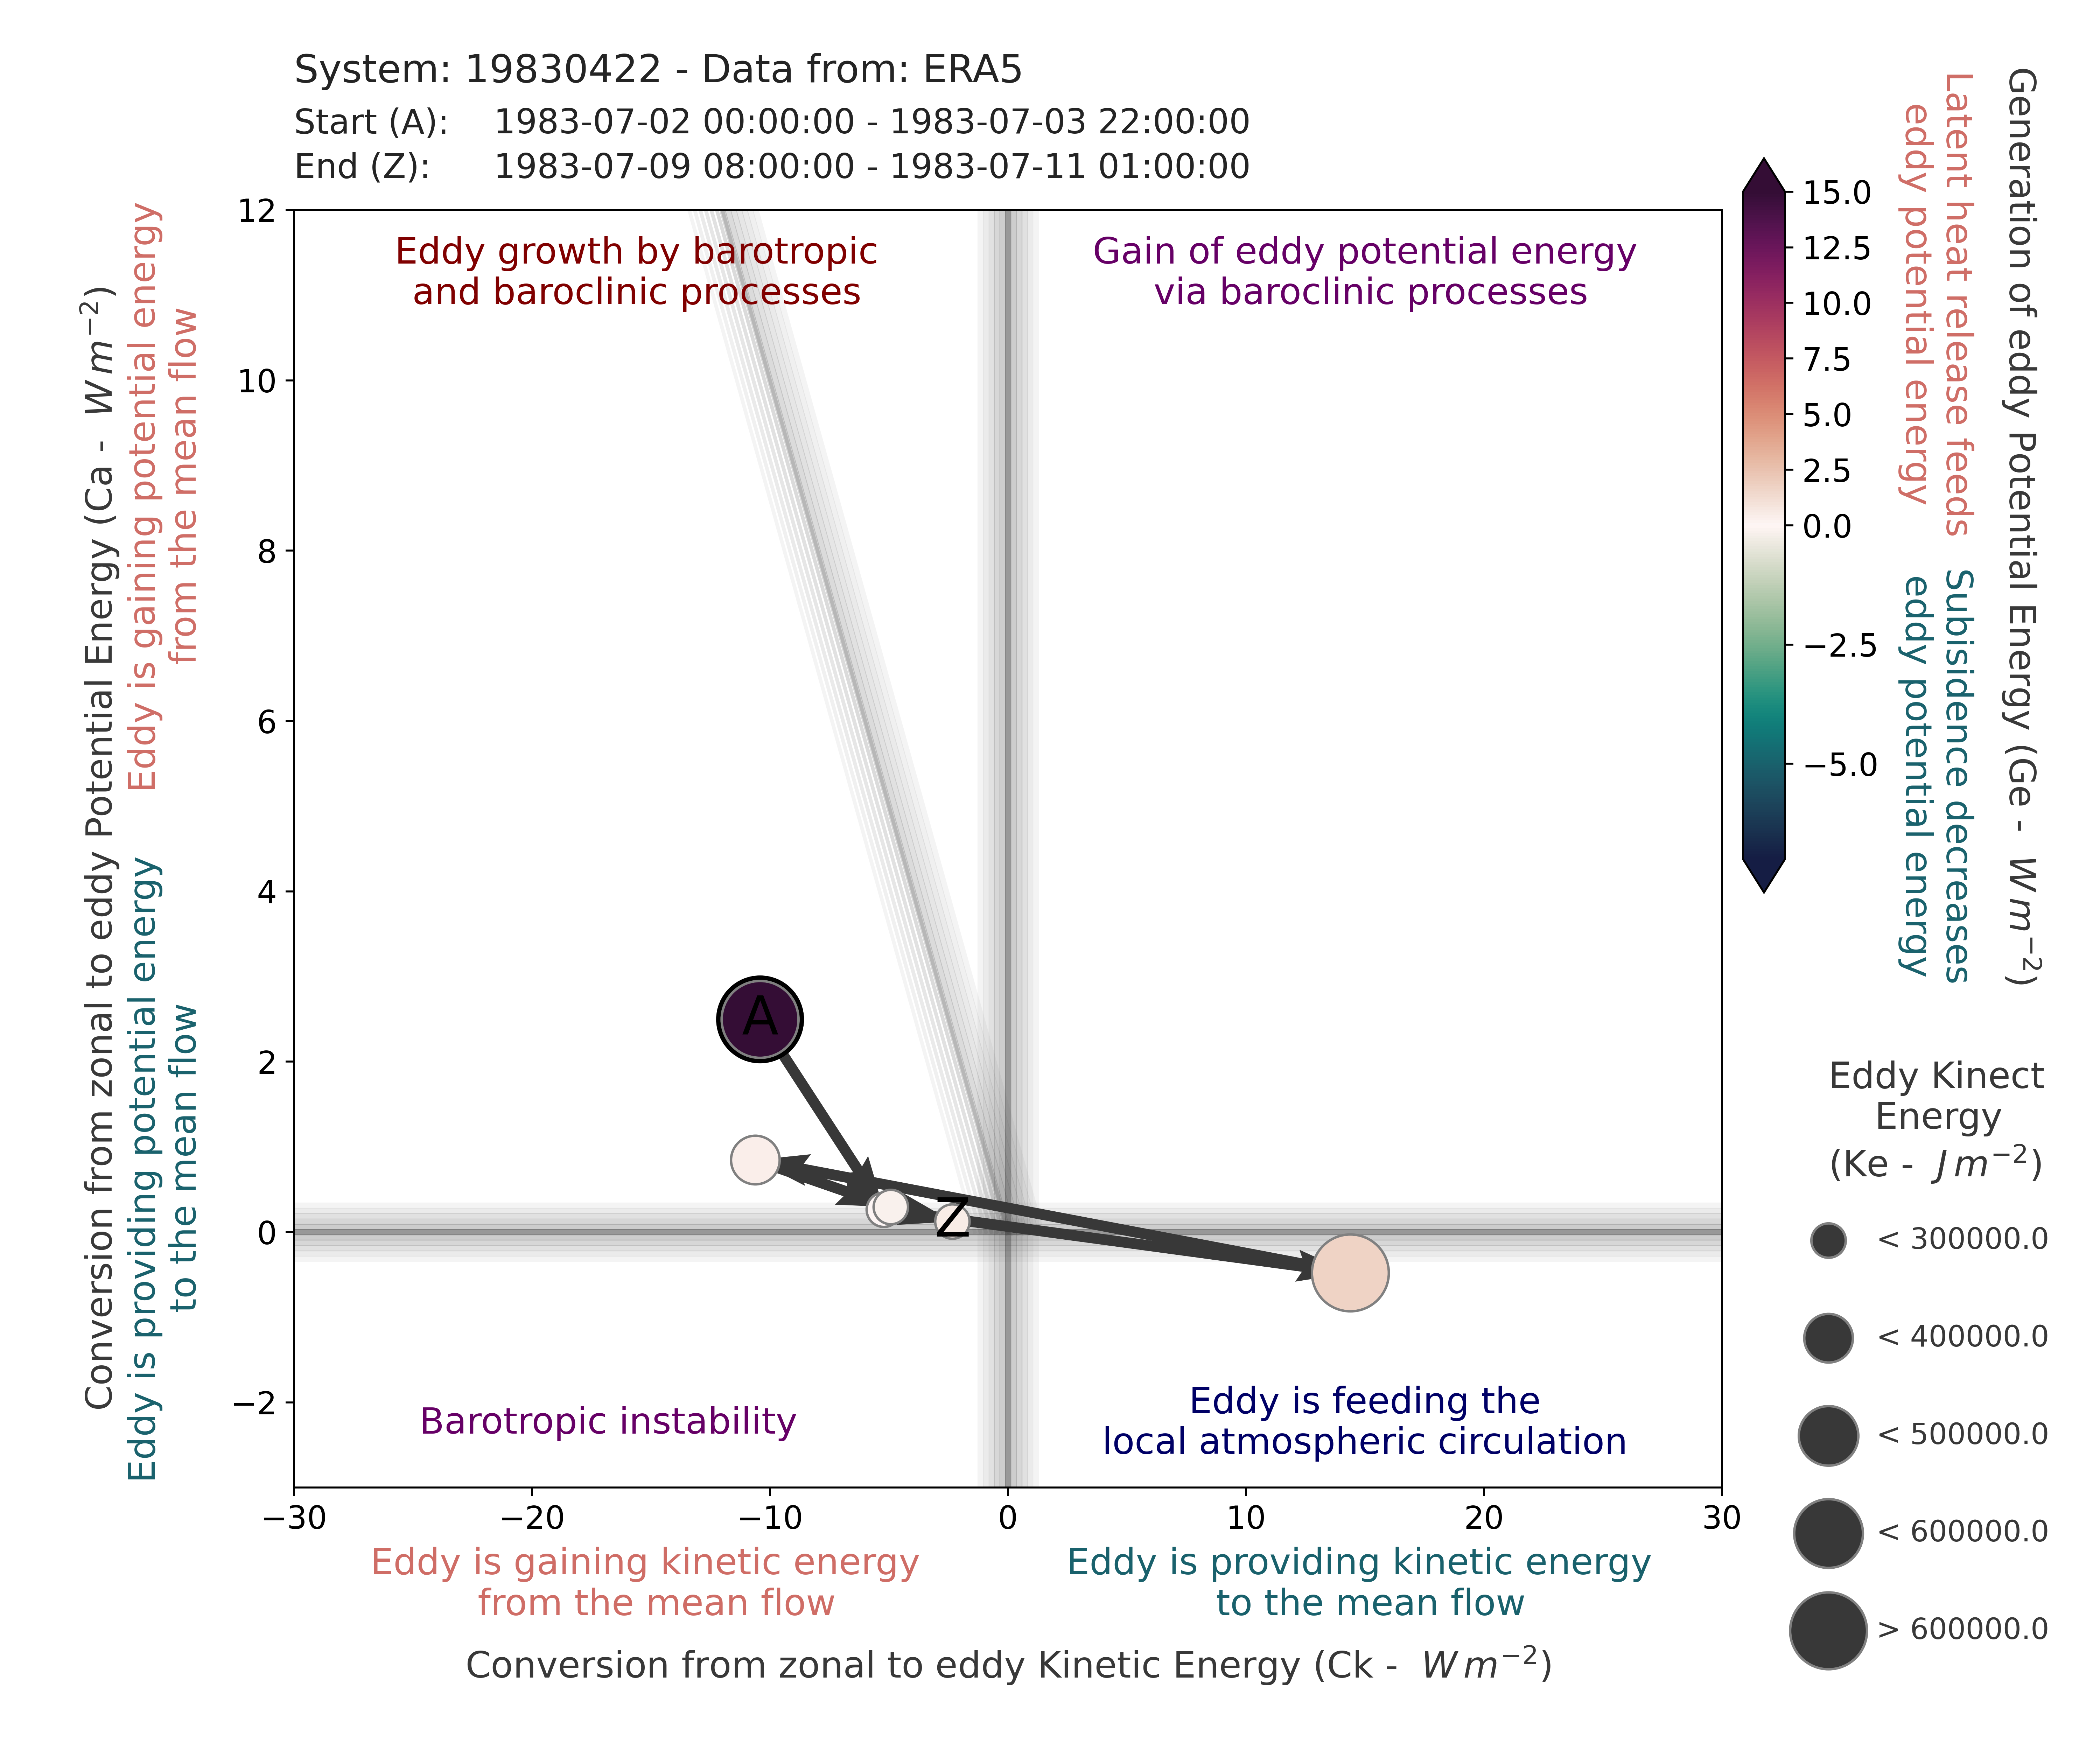 System: 19830422 - Data from: ERA5
Start (A): 1983-07-02 00:00:00 - 1983-07-03 22:00:00
End (Z): 1983-07-09 08:00:00 - 1983-07-11 01:00:00
Conversion from zonal to eddy Potential Energy (Ca - W m⁻²)
Eddy is gaining potential energy
from the mean flow
Eddy is providing potential energy
to the mean flow
12
10
8
6
4
2
0
−2
Eddy growth by barotropic
and baroclinic processes
Gain of eddy potential energy
via baroclinic processes
A
Z
Barotropic instability
Eddy is feeding the
local atmospheric circulation
−30
−20
−10
0
10
20
30
Eddy is gaining kinetic energy
from the mean flow
Eddy is providing kinetic energy
to the mean flow
Conversion from zonal to eddy Kinetic Energy (Ck - W m⁻²)
15.0
12.5
10.0
7.5
5.0
2.5
0.0
−2.5
−5.0
Latent heat release feeds
eddy potential energy
Subisidence decreases
eddy potential energy
Generation of eddy Potential Energy (Ge - W m⁻²)
Eddy Kinect
Energy
(Ke - J m⁻²)
< 300000.0
< 400000.0
< 500000.0
< 600000.0
> 600000.0